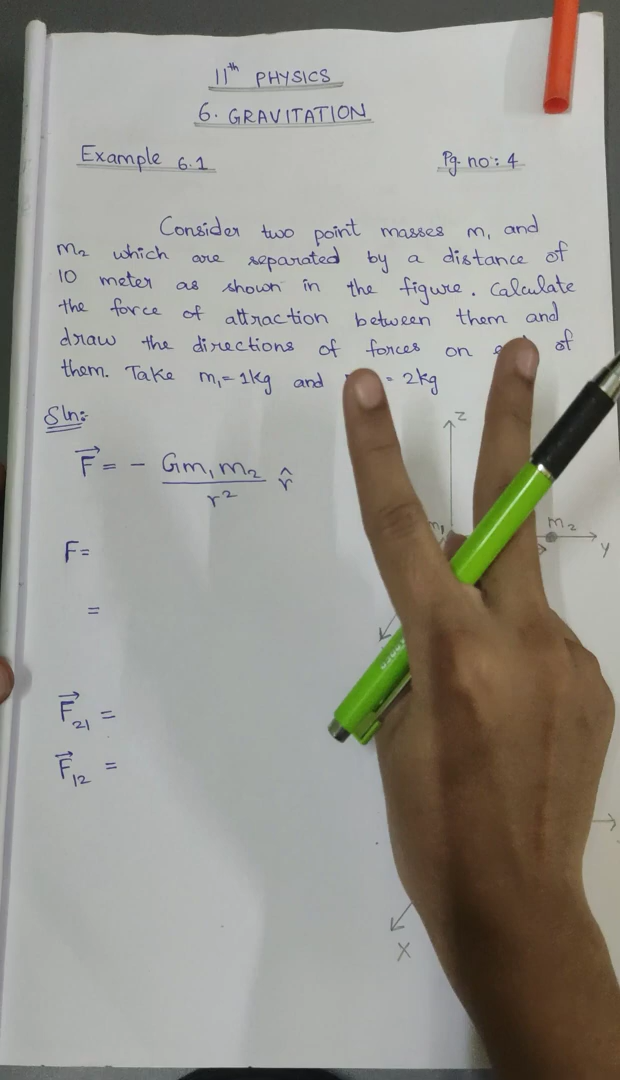 11th PHYSICS
6. GRAVITATION
Example 6.1
Pg. no: 4
Consider two point masses m1 and
m2 which are separated by a distance of
10 meter as shown in the figure. Calculate
the force of attraction between them and
draw the directions of forces on of
them. Take m1 = 1kg and = 2kg
Sln:-
F⃗ = - Gm1m2/r² r̂
z
m1
m2
y
F =
=
F⃗21 =
F⃗12 =
X